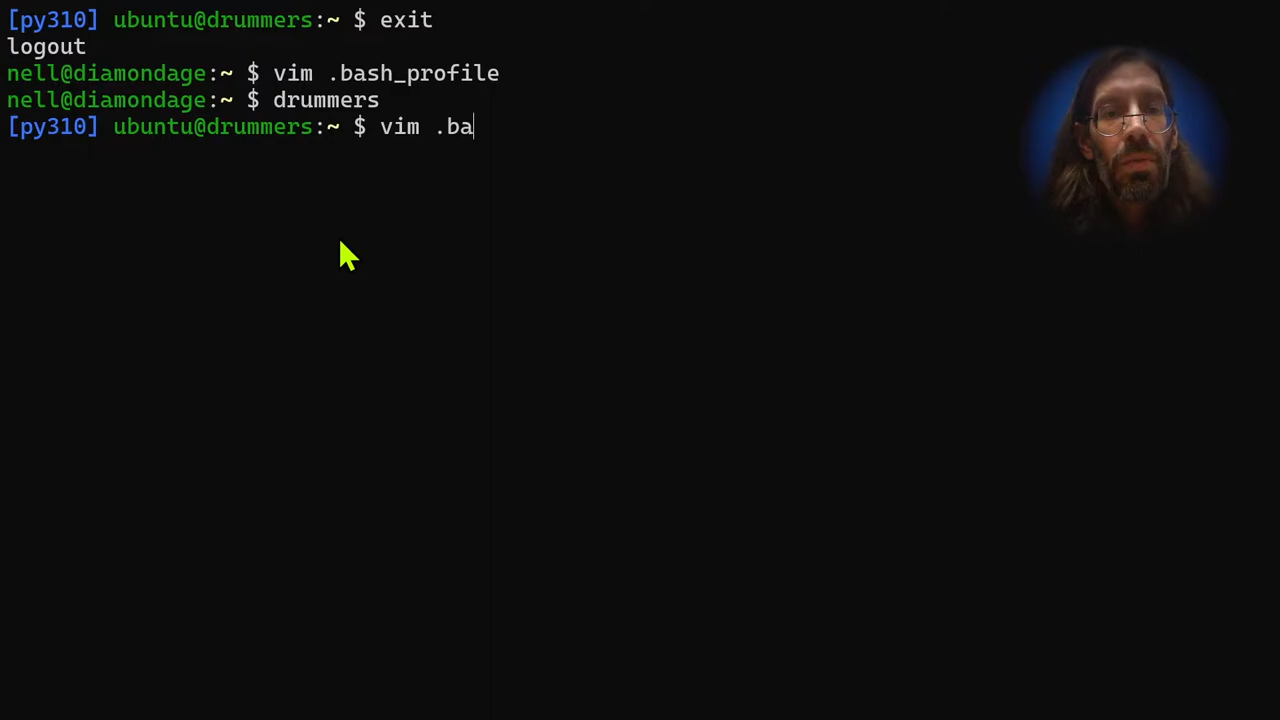 [py310] ubuntu@drummers:~ $ exit
logout
nell@diamondage:~ $ vim .bash_profile
nell@diamondage:~ $ drummers
[py310] ubuntu@drummers:~ $ vim .ba